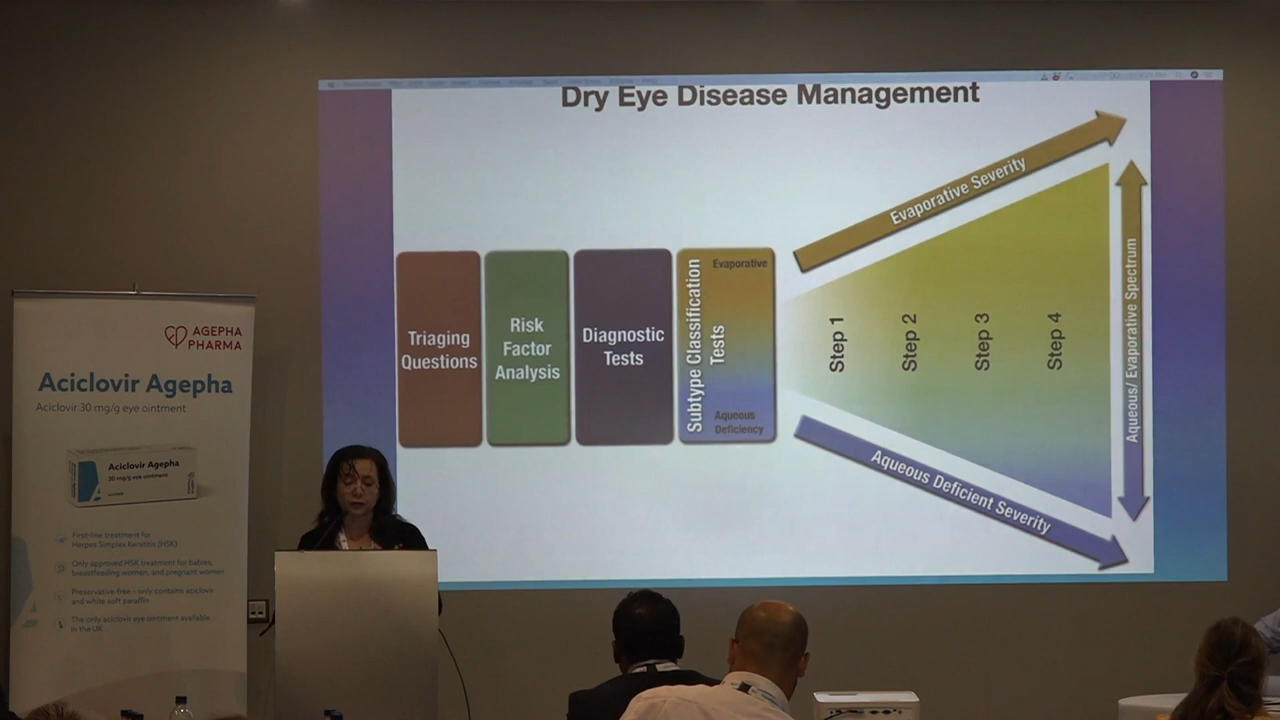 Dry Eye Disease Management
Triaging
Questions
Risk
Factor
Analysis
Diagnostic
Tests
Subtype Classification
Tests
Evaporative
Aqueous
Deficiency
Evaporative Severity
Step 1
Step 2
Step 3
Step 4
Aqueous Deficient Severity
Aqueous/ Evaporative Spectrum
AGEPHA
PHARMA
Aciclovir Agepha
Aciclovir 30 mg/g eye ointment
Aciclovir Agepha
30 mg/g eye ointment
First-line treatment for
Herpes Simplex Keratitis (HSK)
Only approved HSK treatment for babies,
breastfeeding women, and pregnant women
Preservative-free – only contains aciclovir
and white soft paraffin
The only aciclovir eye ointment available
in the UK